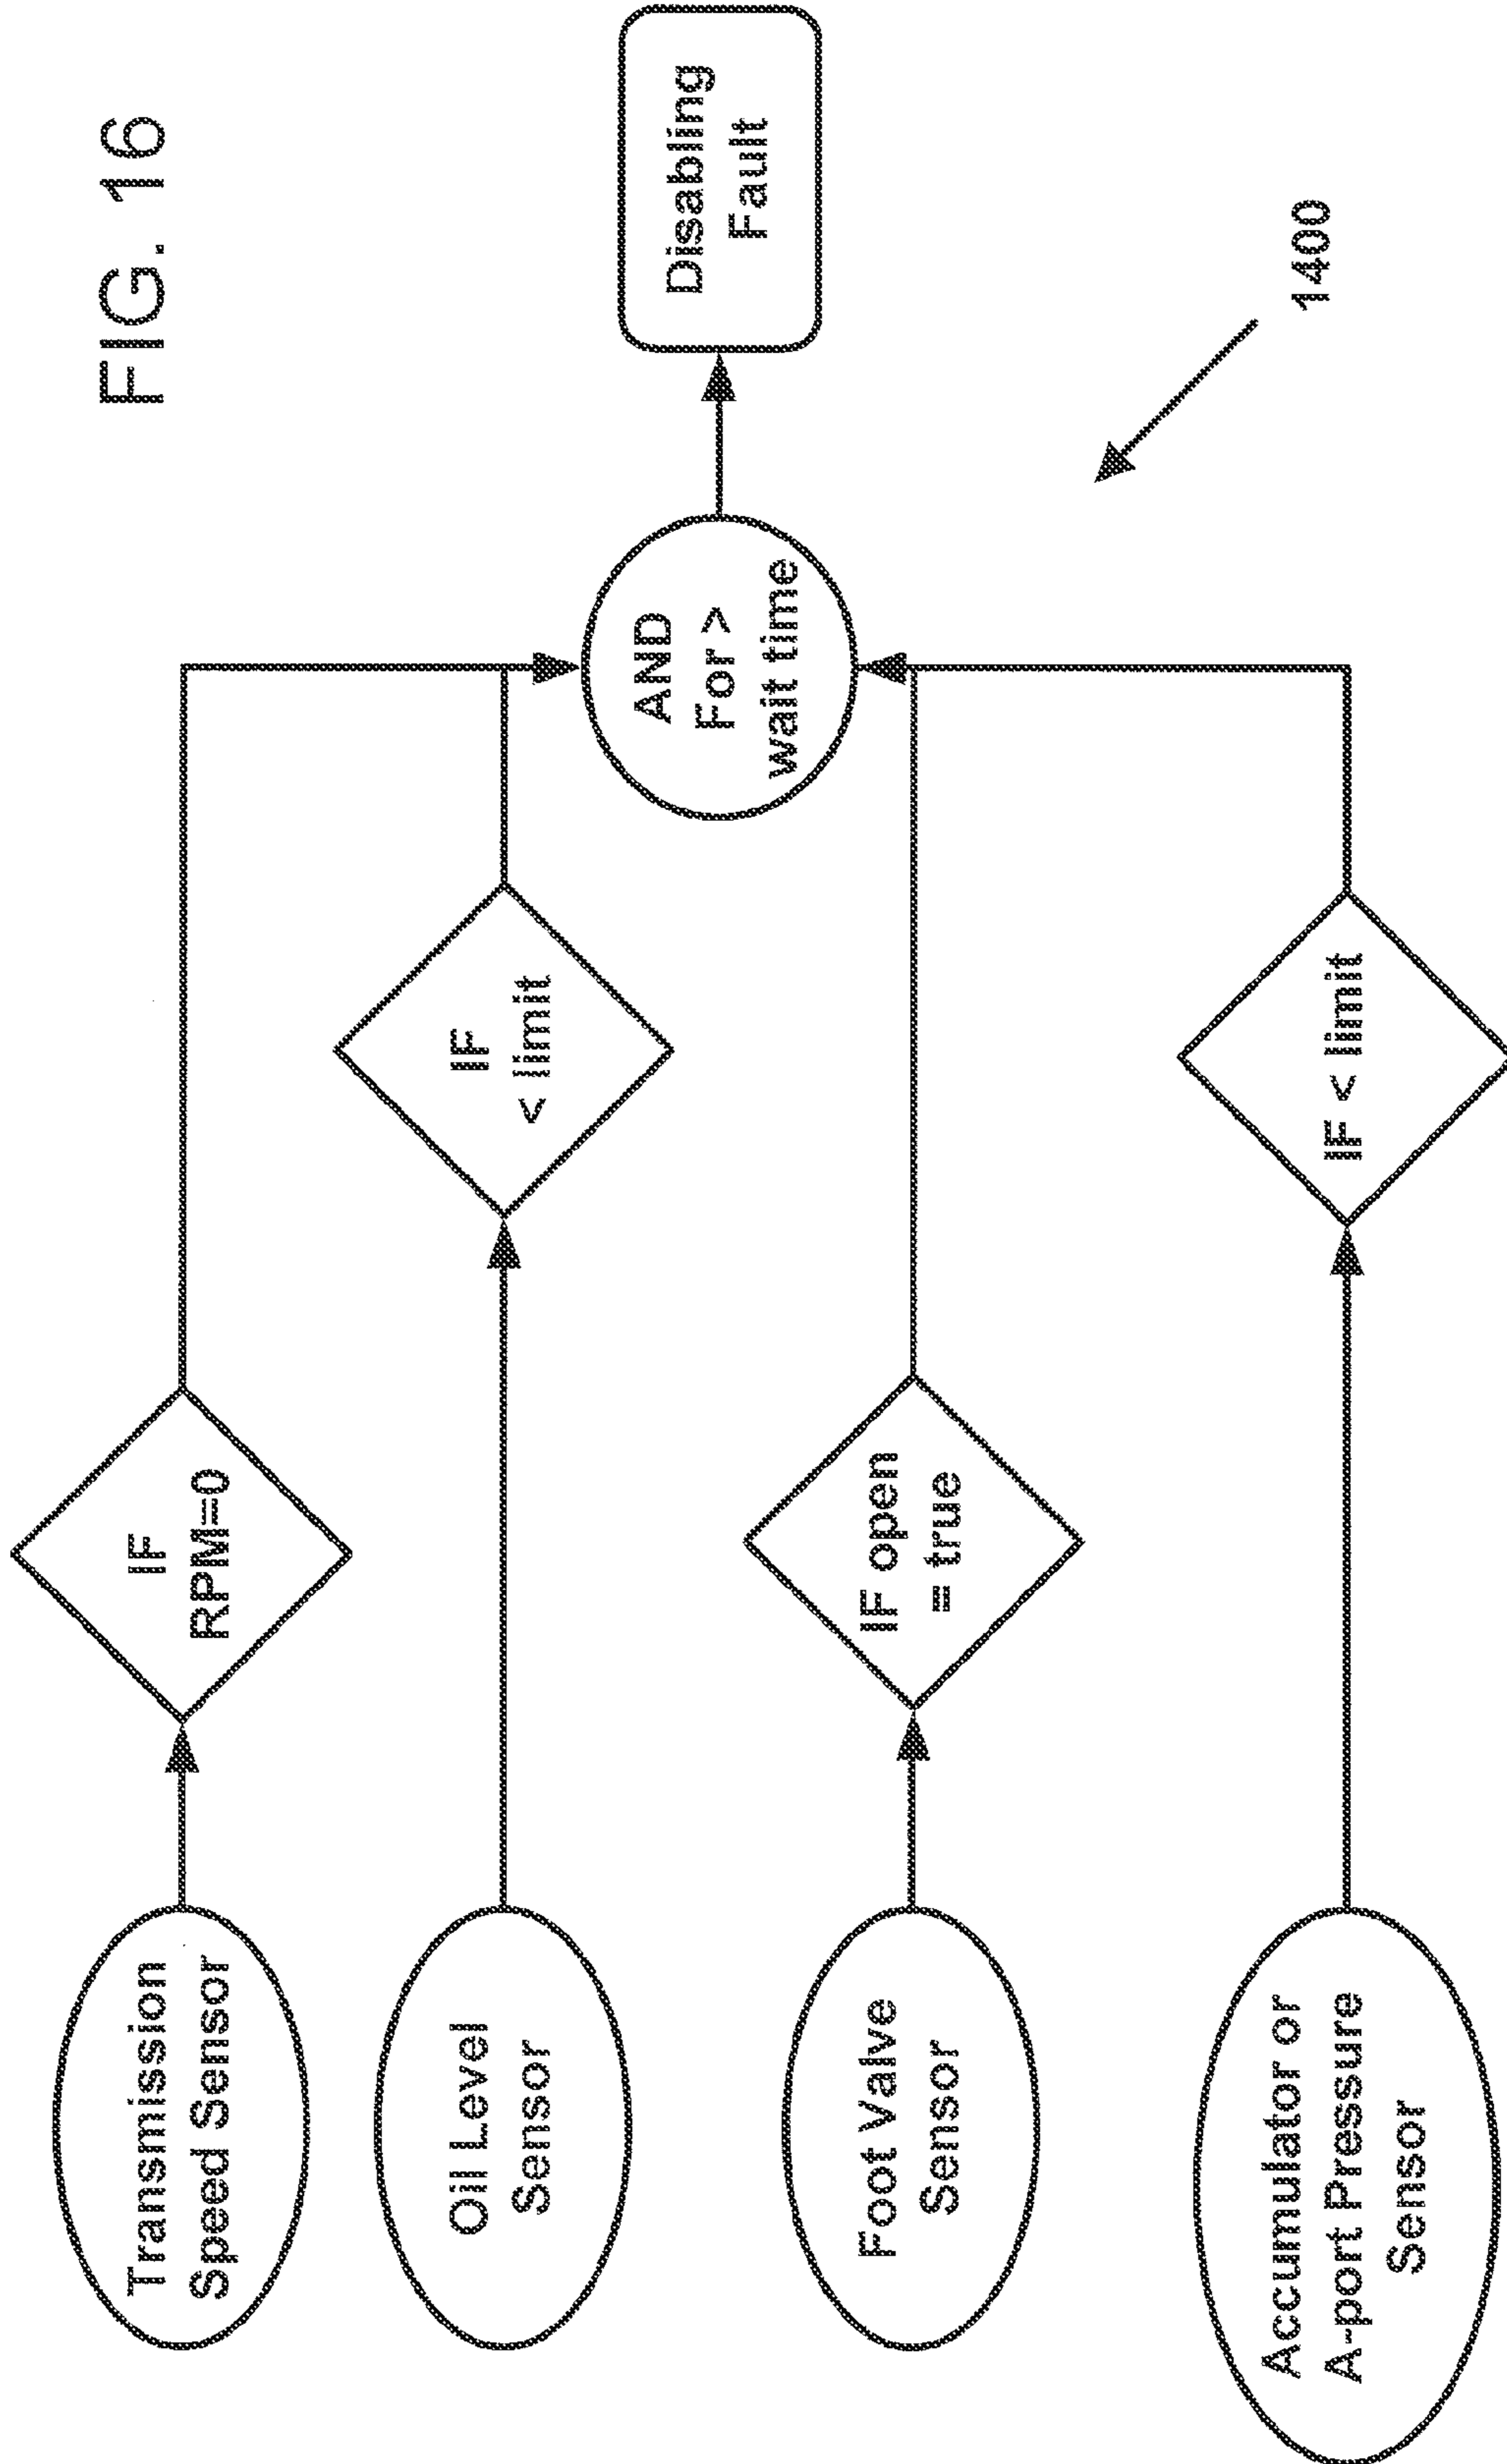 FIG. 16
Transmission
Speed Sensor
IF
RPM=0
Oil Level
Sensor
IF
< limit
AND
For >
wait time
Disabling
Fault
Foot Valve
Sensor
IF open
= true
Accumulator or
A-port Pressure
Sensor
IF < limit
1400